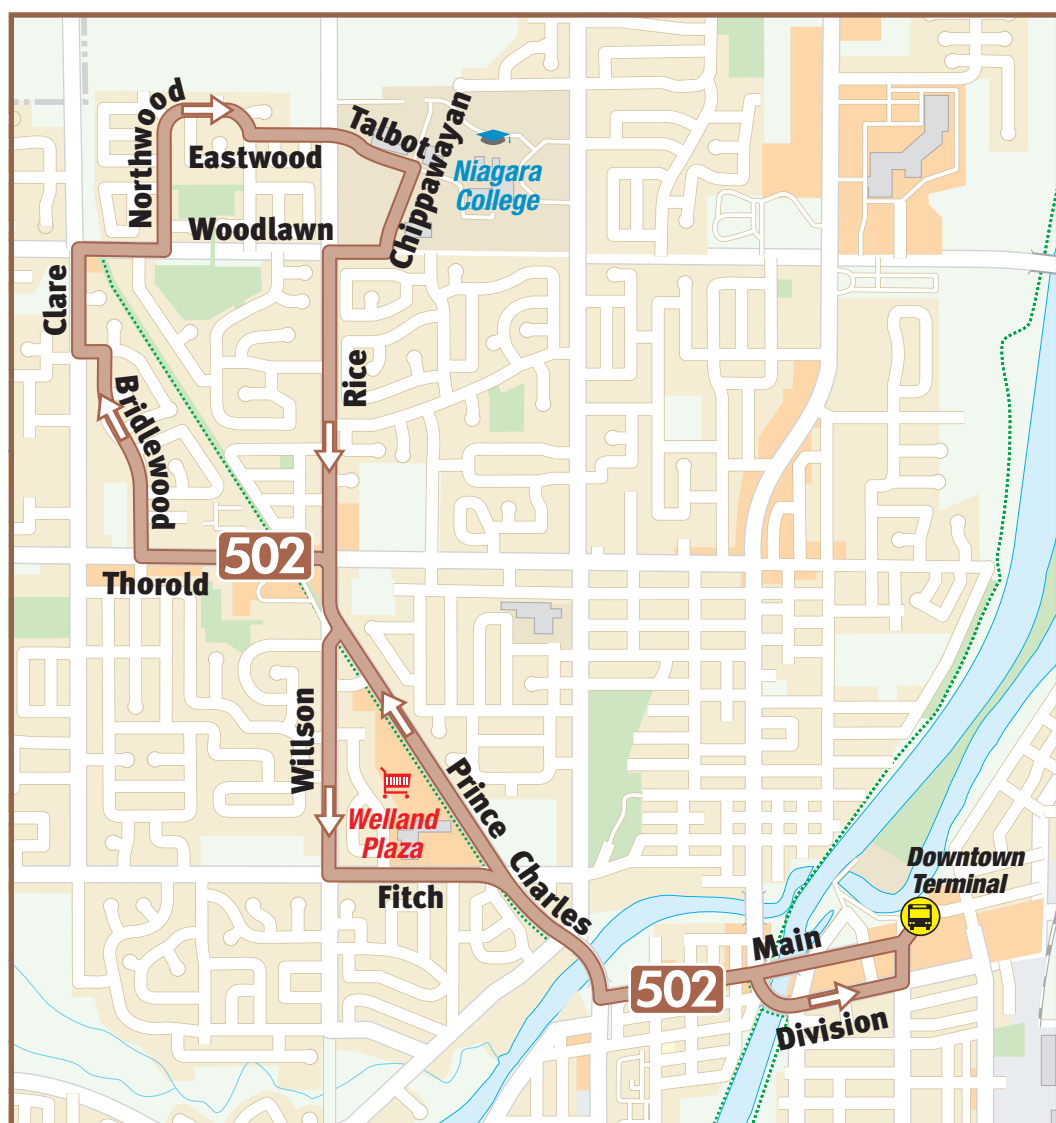 Northwood
Eastwood
Talbot
Chippawayan
Niagara
College
Woodlawn
Clare
Rice
Bridlewood
502
Thorold
Willson
Prince Charles
Welland
Plaza
Fitch
Downtown
Terminal
Main
502
Division